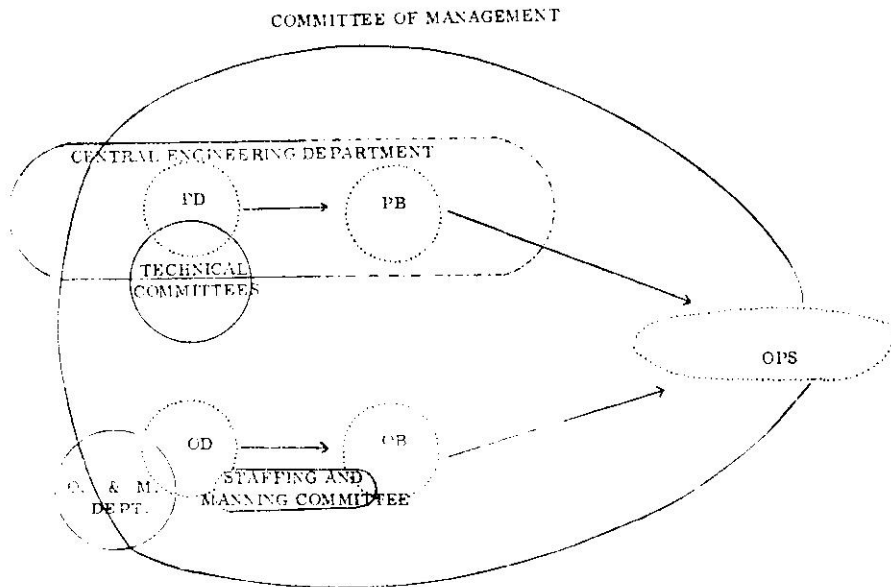 COMMITTEE OF MANAGEMENT
CENTRAL ENGINEERING DEPARTMENT
PD
PB
TECHNICAL
COMMITTEES
OPS
OD
OB
STAFFING AND
MANNING COMMITTEE
O. & M.
DEPT.